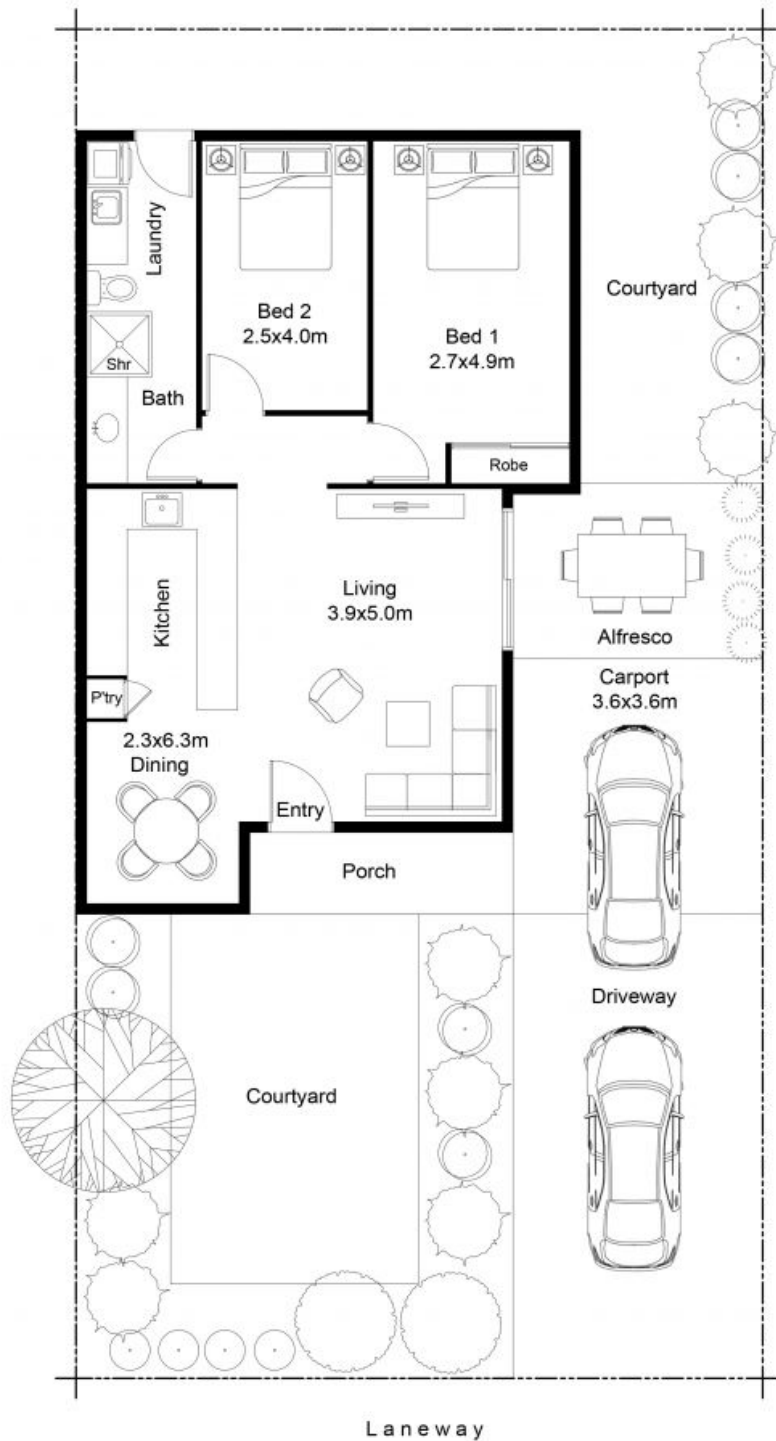 Laundry
Bed 2
2.5x4.0m
Bed 1
2.7x4.9m
Courtyard
Shr
Bath
Robe
Kitchen
Living
3.9x5.0m
Alfresco
Carport
3.6x3.6m
P'try
2.3x6.3m
Dining
Entry
Porch
Driveway
Courtyard
Laneway